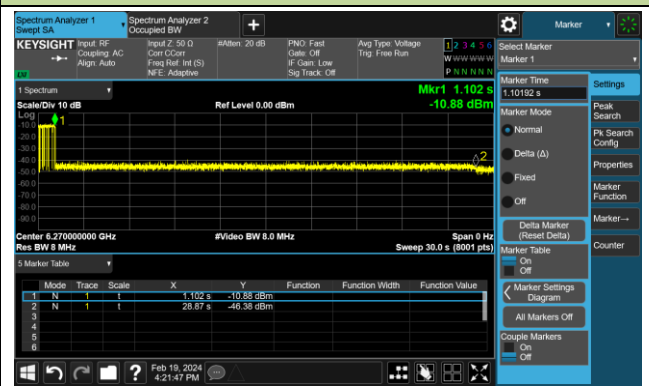 Spectrum Analyzer 1
Swept SA
Spectrum Analyzer 2
Occupied BW
Marker
KEYSIGHT
Input: RF
Coupling: AC
Align: Auto
Input Z: 50 Ω
Corr CCorr
Freq Ref: Int (S)
NFE: Adaptive
#Atten: 20 dB
PNO: Fast
Gate: Off
IF Gain: Low
Sig Track: Off
Avg Type: Voltage
Trig: Free Run
1 2 3 4 5 6
W W W W W W
P N N N N N
Select Marker
Marker 1
1 Spectrum
Scale/Div 10 dB
Log
Ref Level 0.00 dBm
Mkr1 1.102 s
-10.88 dBm
-10.0
-20.0
-30.0
-40.0
-50.0
-60.0
-70.0
-80.0
-90.0
1
2
Center 6.270000000 GHz
Res BW 8 MHz
#Video BW 8.0 MHz
Span 0 Hz
Sweep 30.0 s (8001 pts)
5 Marker Table
Mode Trace Scale X Y Function Function Width Function Value
1 N 1 t 1.102 s -10.88 dBm
2 N 1 t 28.87 s -46.38 dBm
3
4
5
6
Marker Time
1.10192 s
Marker Mode
Normal
Delta (Δ)
Fixed
Off
Delta Marker
(Reset Delta)
Marker Table
On
Off
Marker Settings
Diagram
All Markers Off
Couple Markers
On
Off
Settings
Peak
Search
Pk Search
Config
Properties
Marker
Function
Marker→
Counter
Feb 19, 2024
4:21:47 PM